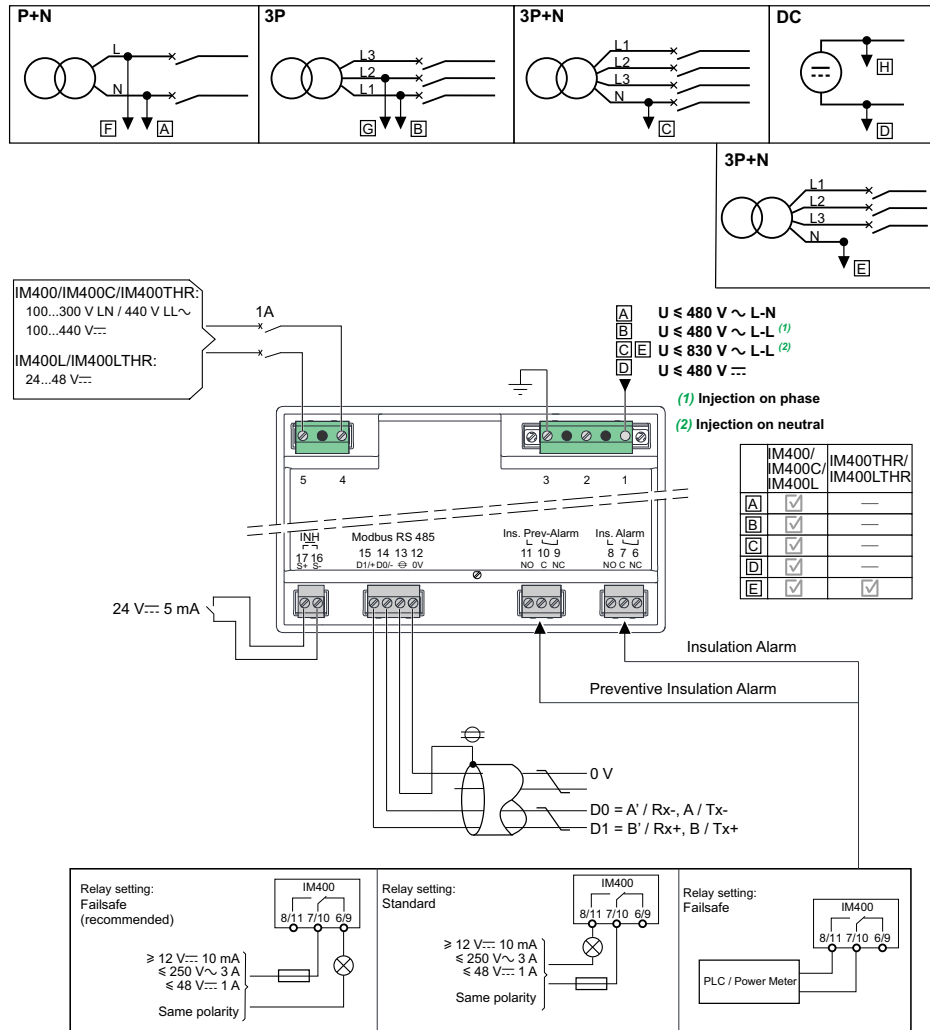 P+N
L
N
F
A
3P
L3
L2
L1
G
B
3P+N
L1
L2
L3
N
C
DC
H
D
3P+N
L1
L2
L3
N
E
IM400/IM400C/IM400THR:
100...300 V LN / 440 V LL∼
100...440 V⎓
IM400L/IM400LTHR:
24...48 V⎓
1A
A U ≤ 480 V ∼ L-N
B U ≤ 480 V ∼ L-L (1)
C E U ≤ 830 V ∼ L-L (2)
D U ≤ 480 V ⎓
(1) Injection on phase
(2) Injection on neutral
IM400/ IM400C/ IM400L
IM400THR/ IM400LTHR
A ☑ —
B ☑ —
C ☑ —
D ☑ —
E ☑ ☑
5 4 3 2 1
INH
17 16
S+ S-
Modbus RS 485
15 14 13 12
D1/+ D0/- ⊖ 0V
Ins. Prev-Alarm
11 10 9
NO C NC
Ins. Alarm
8 7 6
NO C NC
24 V⎓ 5 mA
Insulation Alarm
Preventive Insulation Alarm
0 V
D0 = A' / Rx-, A / Tx-
D1 = B' / Rx+, B / Tx+
Relay setting:
Failsafe
(recommended)
IM400
8/11 7/10 6/9
≥ 12 V⎓ 10 mA
≤ 250 V∼ 3 A
≤ 48 V⎓ 1 A
Same polarity
Relay setting:
Standard
IM400
8/11 7/10 6/9
≥ 12 V⎓ 10 mA
≤ 250 V∼ 3 A
≤ 48 V⎓ 1 A
Same polarity
Relay setting:
Failsafe
IM400
8/11 7/10 6/9
PLC / Power Meter